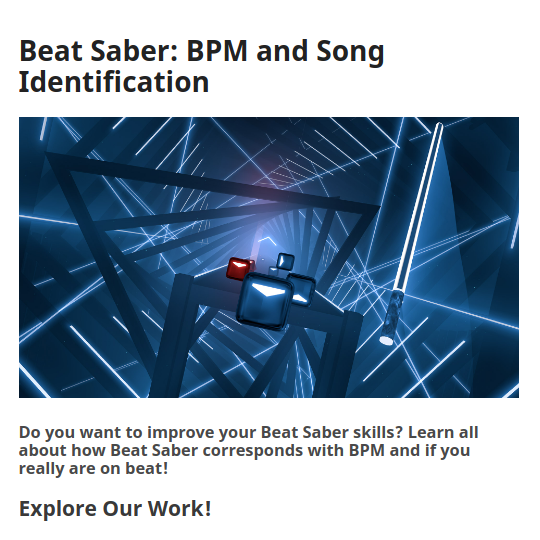 Beat Saber: BPM and Song
Identification
Do you want to improve your Beat Saber skills? Learn all
about how Beat Saber corresponds with BPM and if you
really are on beat!
Explore Our Work!